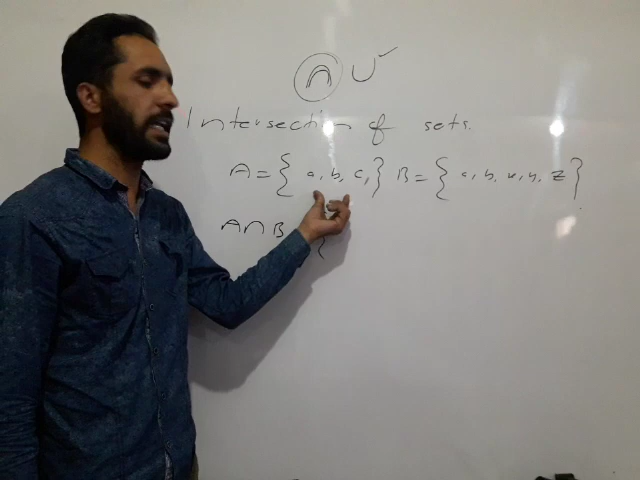 ∩ ∪ ✓
Intersection of sets.
A = { a, b, c, } B = { a, b, x, y, z }
A∩B {